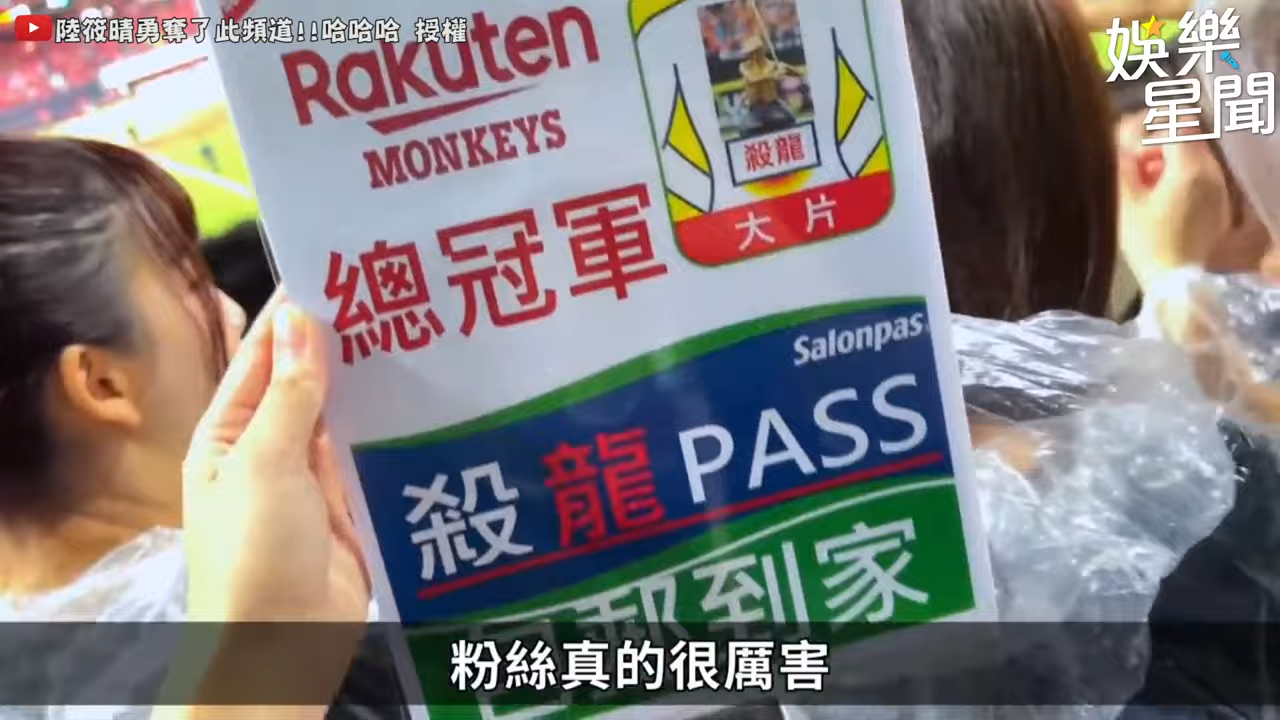 陸筱晴勇奪了此頻道!!哈哈哈 授權
娛樂
星聞
Rakuten
MONKEYS
總冠軍
殺龍
大片
Salonpas
殺龍PASS
到家
粉絲真的很厲害